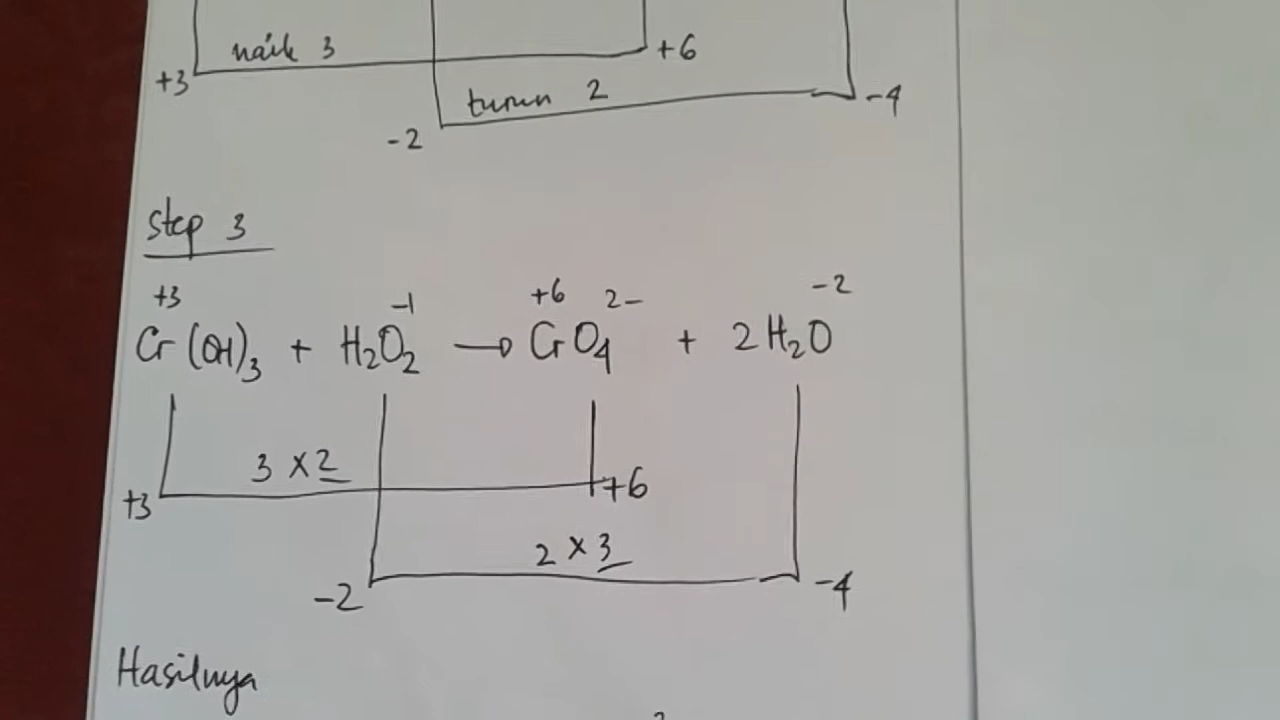 naik 3
+3 +6
turun 2
-2 -4
Step 3
+3 -1 +6 2- -2
Cr(OH)₃ + H₂O₂ → CrO₄ + 2H₂O
3 x 2
+3 +6
2 x 3
-2 -4
Hasilnya